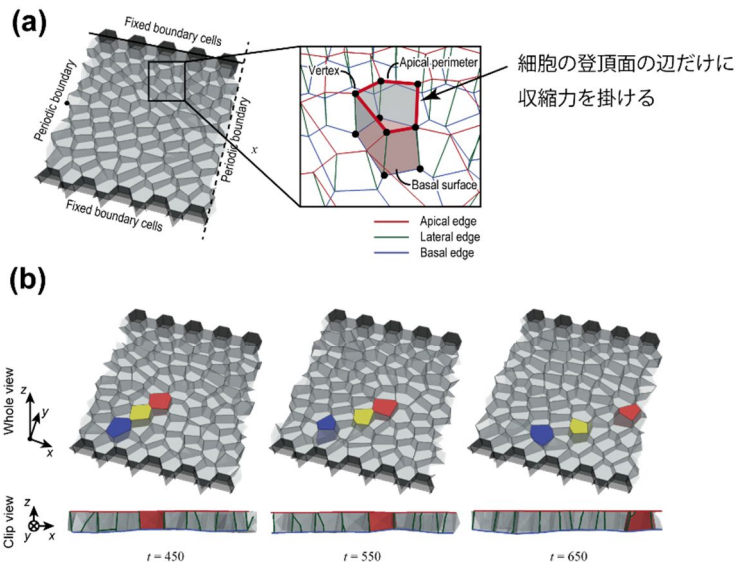 (a)
Fixed boundary cells
Periodic boundary
Periodic boundary
x
Fixed boundary cells
Vertex
Apical perimeter
Basal surface
細胞の登頂面の辺だけに
収縮力を掛ける
Apical edge
Lateral edge
Basal edge
(b)
Whole view
z
y
x
Clip view
z
y
x
t = 450
t = 550
t = 650